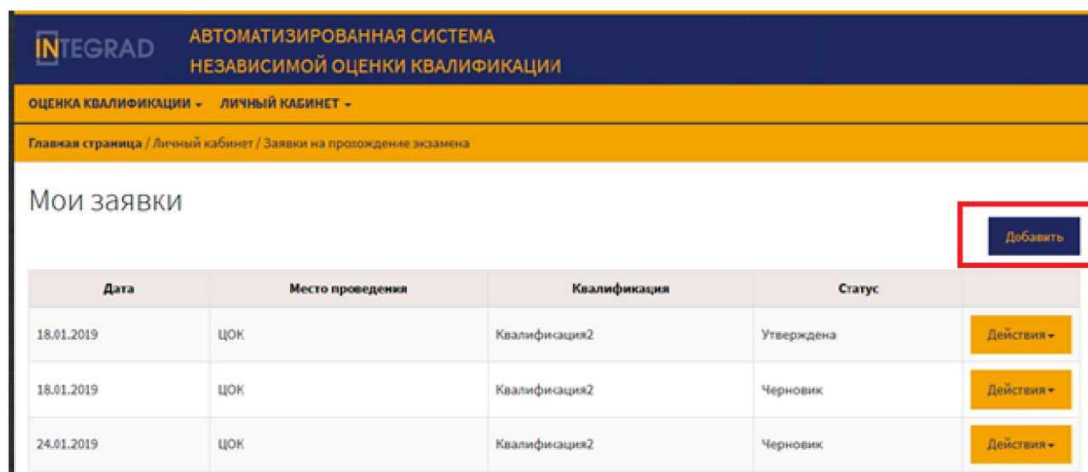 INTEGRAD
АВТОМАТИЗИРОВАННАЯ СИСТЕМА
НЕЗАВИСИМОЙ ОЦЕНКИ КВАЛИФИКАЦИИ
ОЦЕНКА КВАЛИФИКАЦИИ ЛИЧНЫЙ КАБИНЕТ
Главная страница / Личный кабинет / Заявки на прохождение экзамена
Мои заявки
Добавить
Дата Место проведения Квалификация Статус
18.01.2019 ЦОК Квалификация2 Утверждена Действия
18.01.2019 ЦОК Квалификация2 Черновик Действия
24.01.2019 ЦОК Квалификация2 Черновик Действия